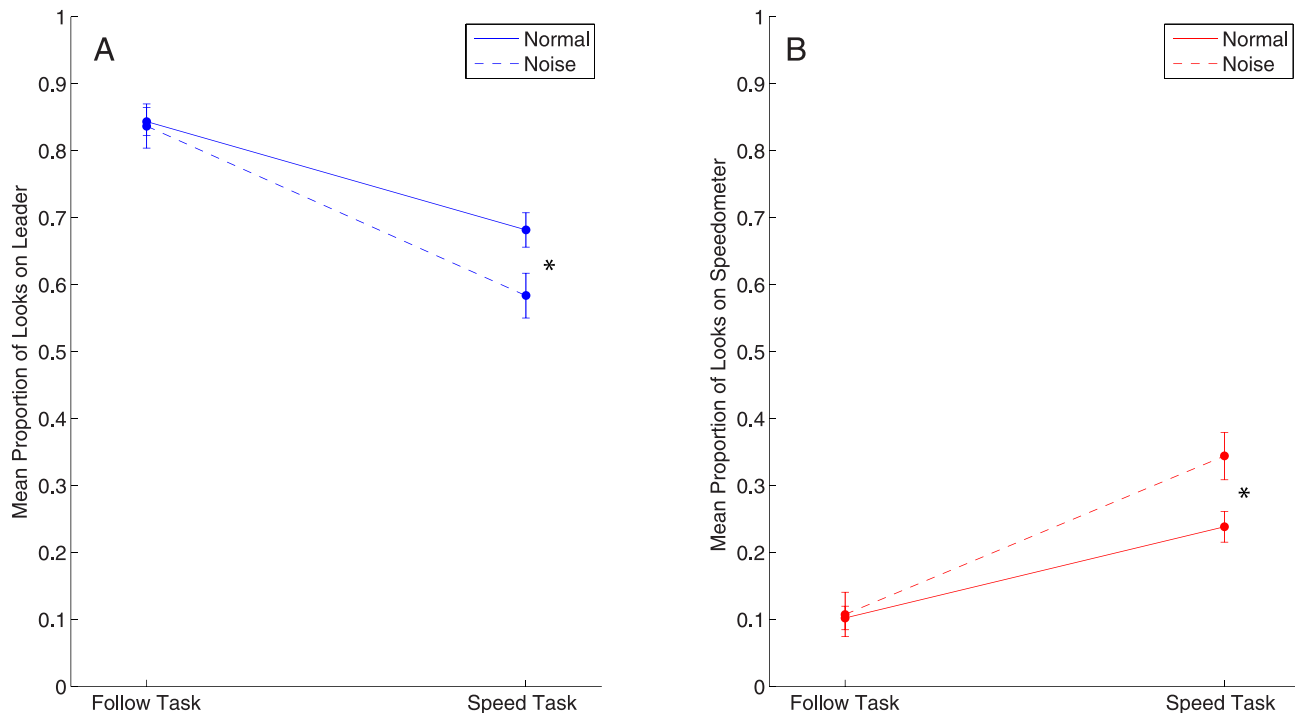 A
Normal
Noise
Mean Proportion of Looks on Leader
1
0.9
0.8
0.7
0.6
0.5
0.4
0.3
0.2
0.1
0
Follow Task
Speed Task
*
B
Normal
Noise
Mean Proportion of Looks on Speedometer
1
0.9
0.8
0.7
0.6
0.5
0.4
0.3
0.2
0.1
0
Follow Task
Speed Task
*